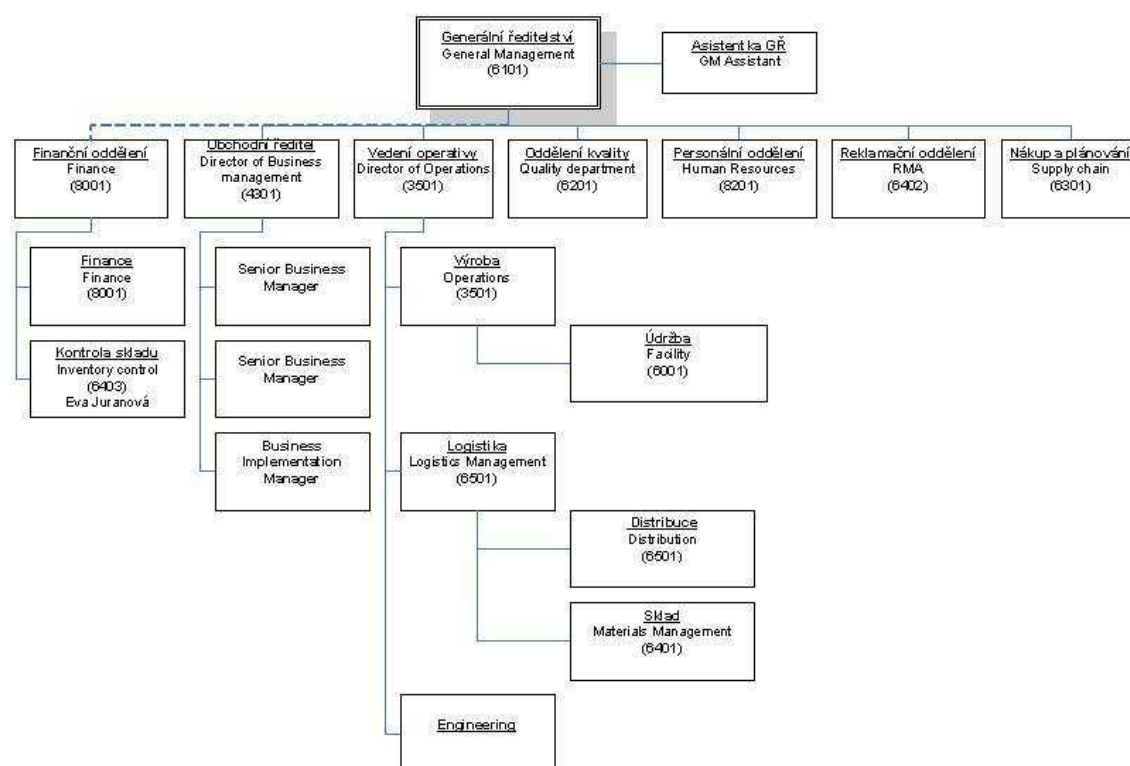 Generální ředitelství
General Management
(6101)
Asistentka GŘ
GM Assistant
Finanční oddělení
Finance
(8001)
Obchodní ředitel
Director of Business
management
(4301)
Vedení operativy
Director of Operations
(3501)
Oddělení kvality
Quality department
(6201)
Personální oddělení
Human Resources
(8201)
Reklamační oddělení
RMA
(6402)
Nákup a plánování
Supply chain
(6301)
Finance
Finance
(8001)
Senior Business
Manager
Výroba
Operations
(3501)
Kontrola skladu
Inventory control
(6403)
Eva Juranová
Senior Business
Manager
Údržba
Facility
(6001)
Business
Implementation
Manager
Logistika
Logistics Management
(6501)
Distribuce
Distribution
(6501)
Sklad
Materials Management
(6401)
Engineering